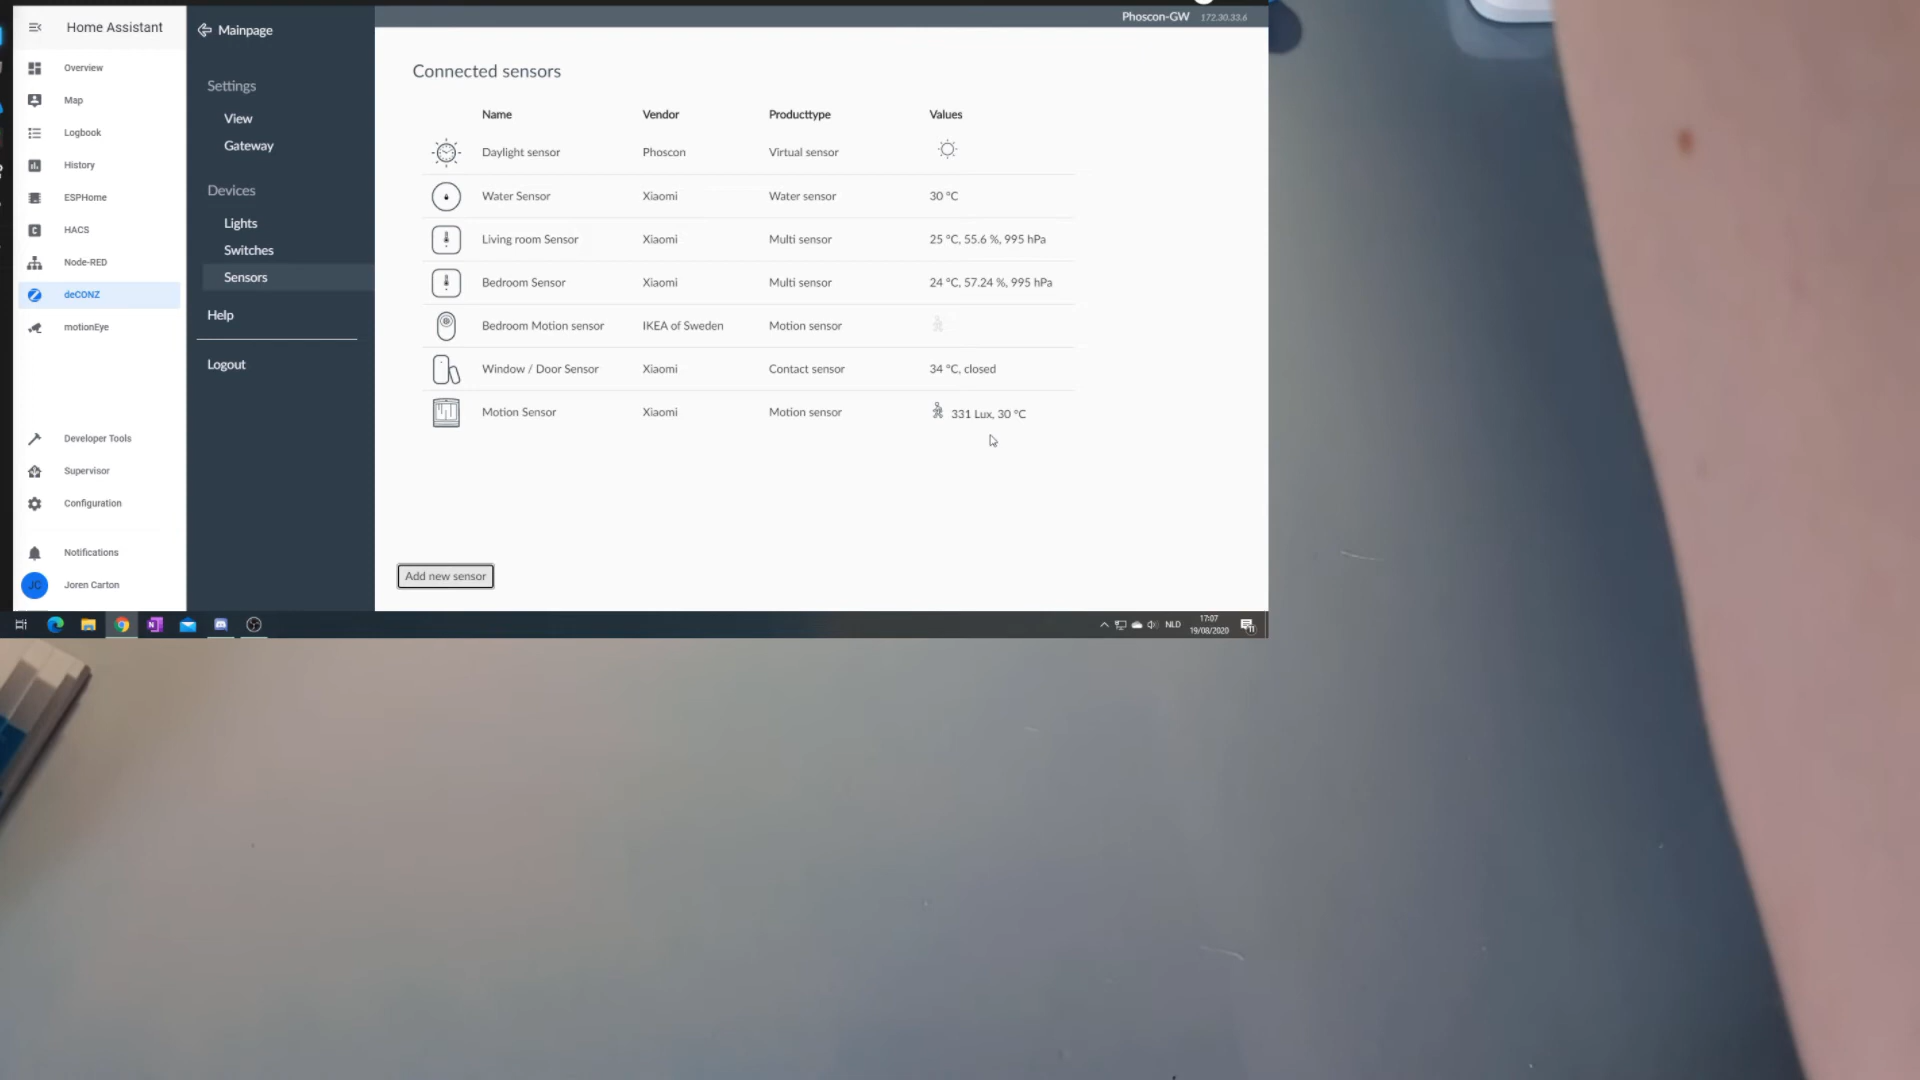 Home Assistant
Overview
Map
Logbook
History
ESPHome
HACS
Node-RED
deCONZ
motionEye
Developer Tools
Supervisor
Configuration
Notifications
JC Joren Carton
Mainpage
Settings
View
Gateway
Devices
Lights
Switches
Sensors
Help
Logout
Phoscon-GW 172.30.33.6
Connected sensors
Name Vendor Producttype Values
Daylight sensor Phoscon Virtual sensor
Water Sensor Xiaomi Water sensor 30 °C
Living room Sensor Xiaomi Multi sensor 25 °C, 55.6 %, 995 hPa
Bedroom Sensor Xiaomi Multi sensor 24 °C, 57.24 %, 995 hPa
Bedroom Motion sensor IKEA of Sweden Motion sensor
Window / Door Sensor Xiaomi Contact sensor 34 °C, closed
Motion Sensor Xiaomi Motion sensor 331 Lux, 30 °C
Add new sensor
NLD
17:07
19/08/2020